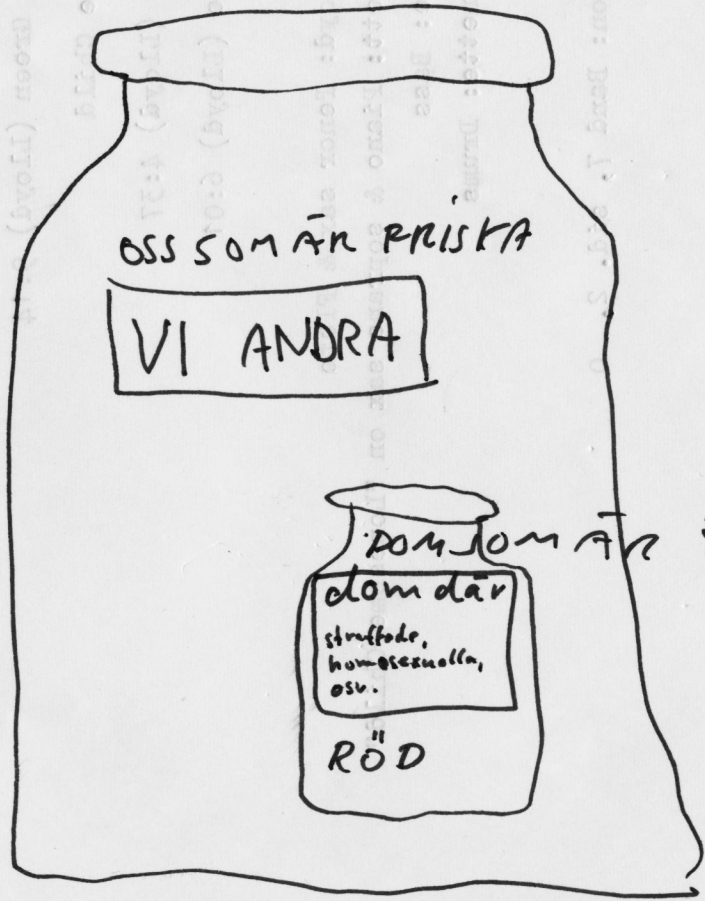 OSS SOM ÄR FRISKA
VI ANDRA
DOM SOM ÄR
dom där
straffade,
homosexuella,
osv.
RÖD